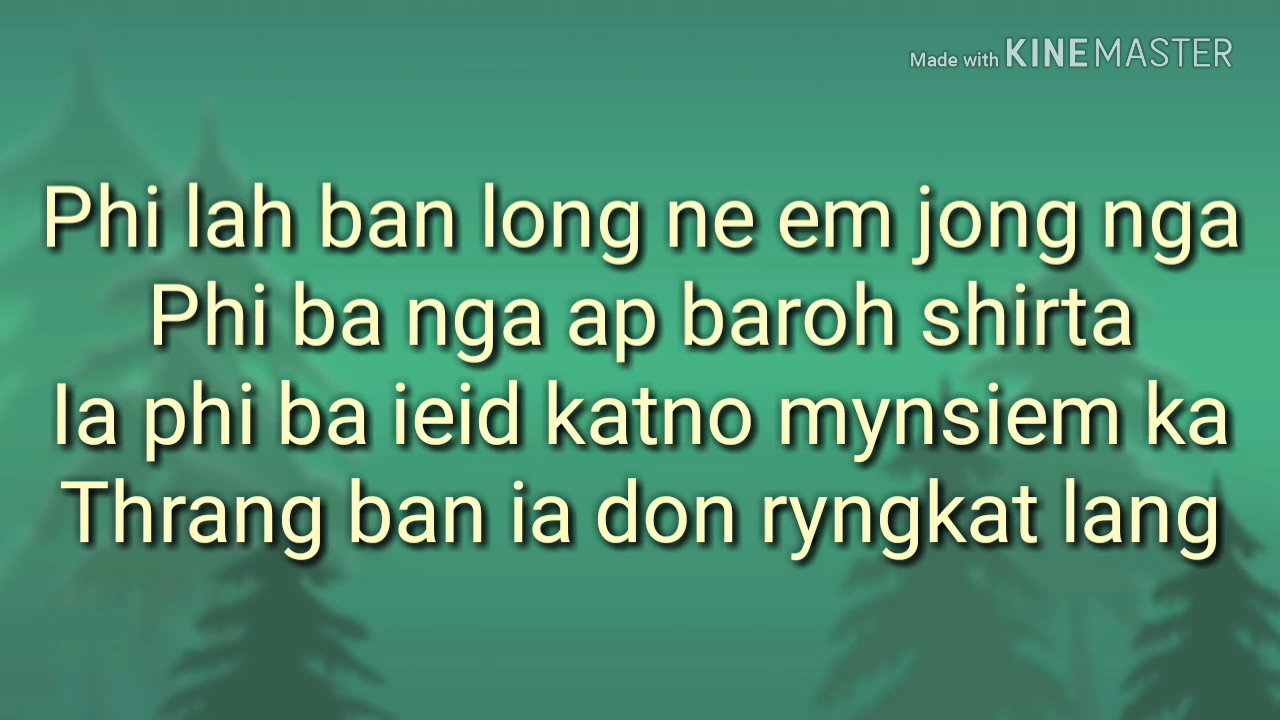 Made with KINEMASTER
Phi lah ban long ne em jong nga
Phi ba nga ap baroh shirta
Ia phi ba ieid katno mynsiem ka
Thrang ban ia don ryngkat lang